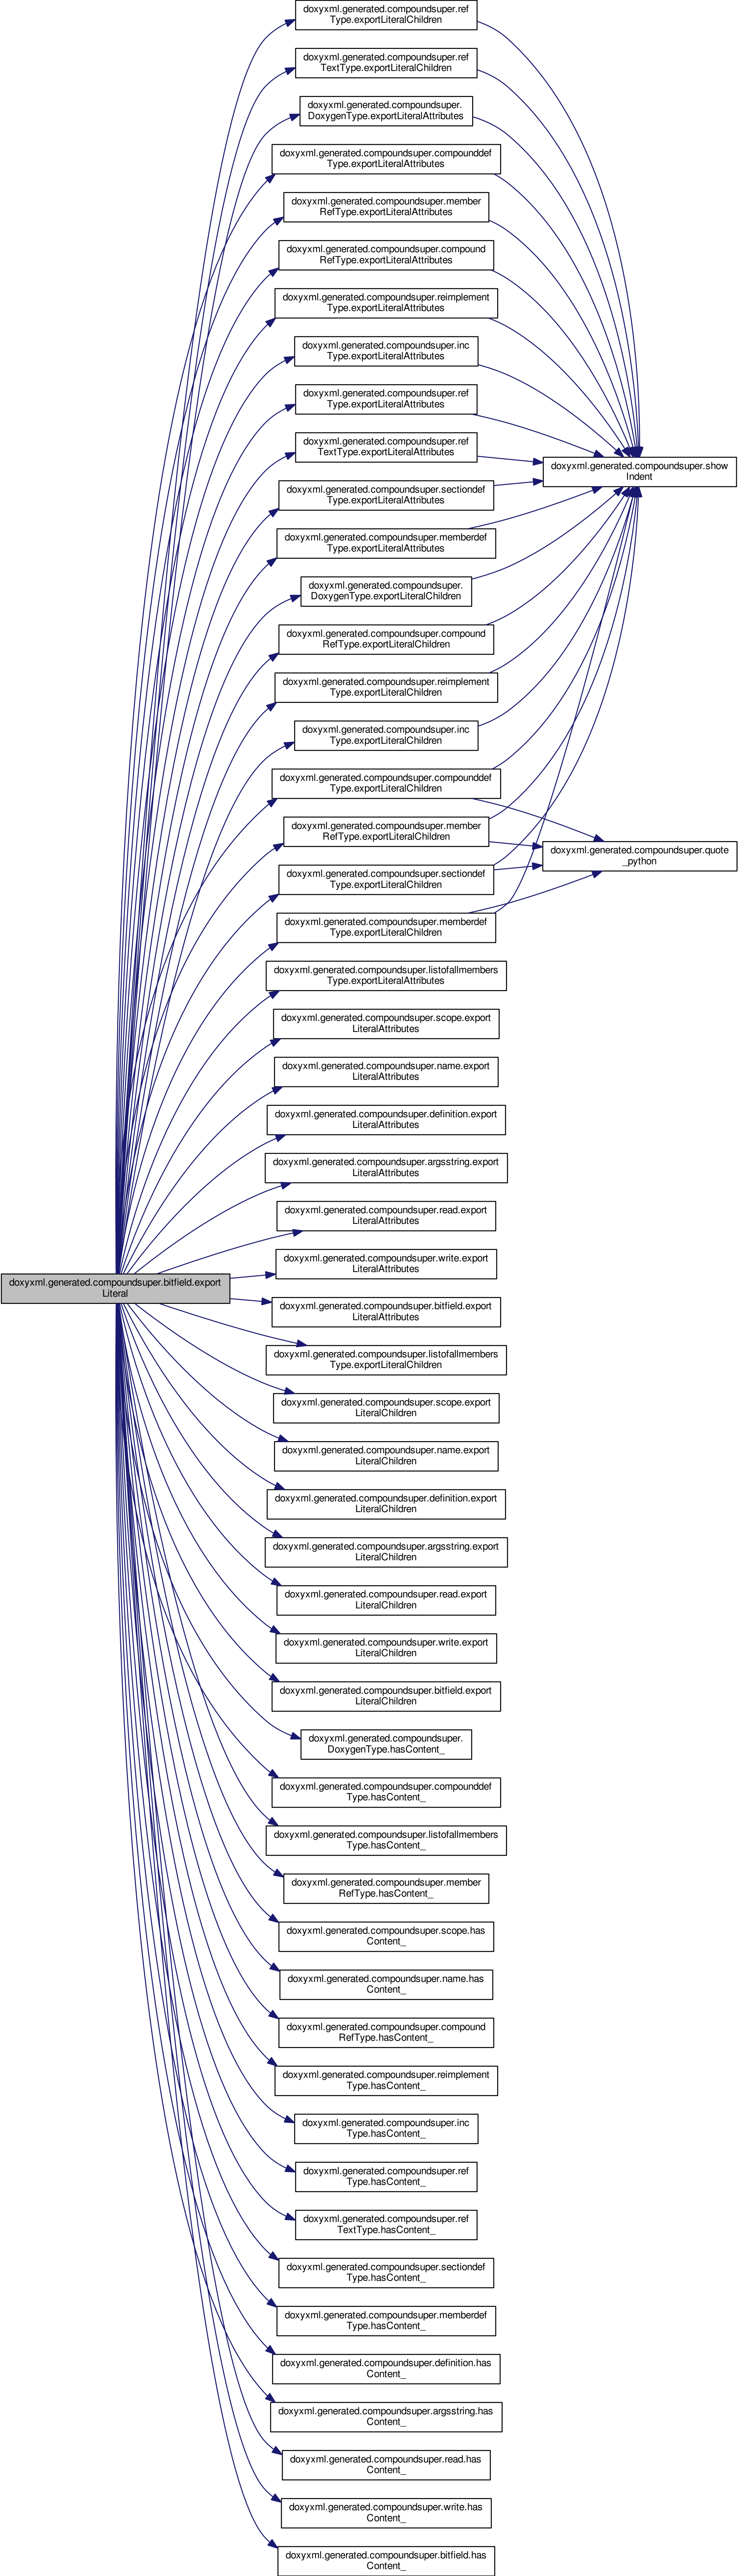 doxyxml.generated.compoundsuper.ref
Type.exportLiteralChildren
doxyxml.generated.compoundsuper.ref
TextType.exportLiteralChildren
doxyxml.generated.compoundsuper.
DoxygenType.exportLiteralAttributes
doxyxml.generated.compoundsuper.compounddef
Type.exportLiteralAttributes
doxyxml.generated.compoundsuper.member
RefType.exportLiteralAttributes
doxyxml.generated.compoundsuper.compound
RefType.exportLiteralAttributes
doxyxml.generated.compoundsuper.reimplement
Type.exportLiteralAttributes
doxyxml.generated.compoundsuper.inc
Type.exportLiteralAttributes
doxyxml.generated.compoundsuper.ref
Type.exportLiteralAttributes
doxyxml.generated.compoundsuper.ref
TextType.exportLiteralAttributes
doxyxml.generated.compoundsuper.show
Indent
doxyxml.generated.compoundsuper.sectiondef
Type.exportLiteralAttributes
doxyxml.generated.compoundsuper.memberdef
Type.exportLiteralAttributes
doxyxml.generated.compoundsuper.
DoxygenType.exportLiteralChildren
doxyxml.generated.compoundsuper.compound
RefType.exportLiteralChildren
doxyxml.generated.compoundsuper.reimplement
Type.exportLiteralChildren
doxyxml.generated.compoundsuper.inc
Type.exportLiteralChildren
doxyxml.generated.compoundsuper.compounddef
Type.exportLiteralChildren
doxyxml.generated.compoundsuper.member
RefType.exportLiteralChildren
doxyxml.generated.compoundsuper.quote
_python
doxyxml.generated.compoundsuper.sectiondef
Type.exportLiteralChildren
doxyxml.generated.compoundsuper.memberdef
Type.exportLiteralChildren
doxyxml.generated.compoundsuper.listofallmembers
Type.exportLiteralAttributes
doxyxml.generated.compoundsuper.scope.export
LiteralAttributes
doxyxml.generated.compoundsuper.name.export
LiteralAttributes
doxyxml.generated.compoundsuper.definition.export
LiteralAttributes
doxyxml.generated.compoundsuper.argsstring.export
LiteralAttributes
doxyxml.generated.compoundsuper.read.export
LiteralAttributes
doxyxml.generated.compoundsuper.write.export
LiteralAttributes
doxyxml.generated.compoundsuper.bitfield.export
Literal
doxyxml.generated.compoundsuper.bitfield.export
LiteralAttributes
doxyxml.generated.compoundsuper.listofallmembers
Type.exportLiteralChildren
doxyxml.generated.compoundsuper.scope.export
LiteralChildren
doxyxml.generated.compoundsuper.name.export
LiteralChildren
doxyxml.generated.compoundsuper.definition.export
LiteralChildren
doxyxml.generated.compoundsuper.argsstring.export
LiteralChildren
doxyxml.generated.compoundsuper.read.export
LiteralChildren
doxyxml.generated.compoundsuper.write.export
LiteralChildren
doxyxml.generated.compoundsuper.bitfield.export
LiteralChildren
doxyxml.generated.compoundsuper.
DoxygenType.hasContent_
doxyxml.generated.compoundsuper.compounddef
Type.hasContent_
doxyxml.generated.compoundsuper.listofallmembers
Type.hasContent_
doxyxml.generated.compoundsuper.member
RefType.hasContent_
doxyxml.generated.compoundsuper.scope.has
Content_
doxyxml.generated.compoundsuper.name.has
Content_
doxyxml.generated.compoundsuper.compound
RefType.hasContent_
doxyxml.generated.compoundsuper.reimplement
Type.hasContent_
doxyxml.generated.compoundsuper.inc
Type.hasContent_
doxyxml.generated.compoundsuper.ref
Type.hasContent_
doxyxml.generated.compoundsuper.ref
TextType.hasContent_
doxyxml.generated.compoundsuper.sectiondef
Type.hasContent_
doxyxml.generated.compoundsuper.memberdef
Type.hasContent_
doxyxml.generated.compoundsuper.definition.has
Content_
doxyxml.generated.compoundsuper.argsstring.has
Content_
doxyxml.generated.compoundsuper.read.has
Content_
doxyxml.generated.compoundsuper.write.has
Content_
doxyxml.generated.compoundsuper.bitfield.has
Content_